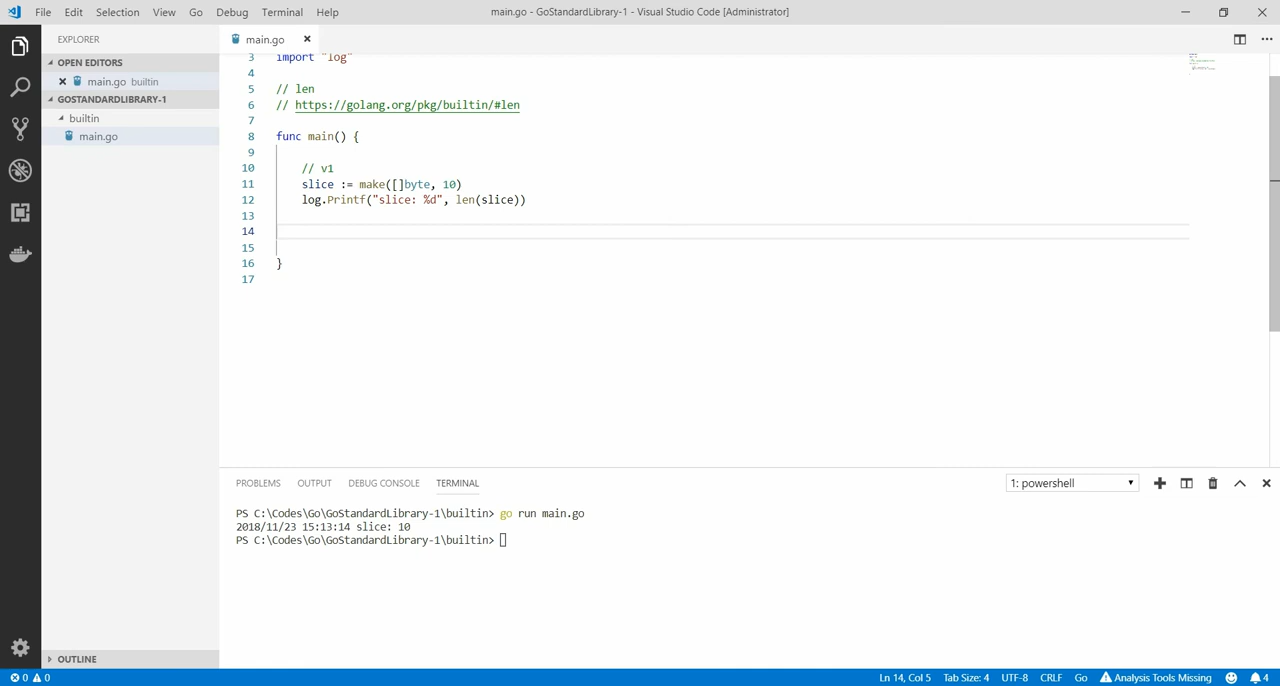 File Edit Selection View Go Debug Terminal Help main.go - GoStandardLibrary-1 - Visual Studio Code [Administrator]
EXPLORER
OPEN EDITORS
main.go builtin
GOSTANDARDLIBRARY-1
builtin
main.go
OUTLINE
main.go
3 import "log"
4
5 // len
6 // https://golang.org/pkg/builtin/#len
7
8 func main() {
9
10 // v1
11 slice := make([]byte, 10)
12 log.Printf("slice: %d", len(slice))
13
14
15
16 }
17
PROBLEMS OUTPUT DEBUG CONSOLE TERMINAL 1: powershell
PS C:\Codes\Go\GoStandardLibrary-1\builtin> go run main.go
2018/11/23 15:13:14 slice: 10
PS C:\Codes\Go\GoStandardLibrary-1\builtin>
0 0 Ln 14, Col 5 Tab Size: 4 UTF-8 CRLF Go Analysis Tools Missing 4